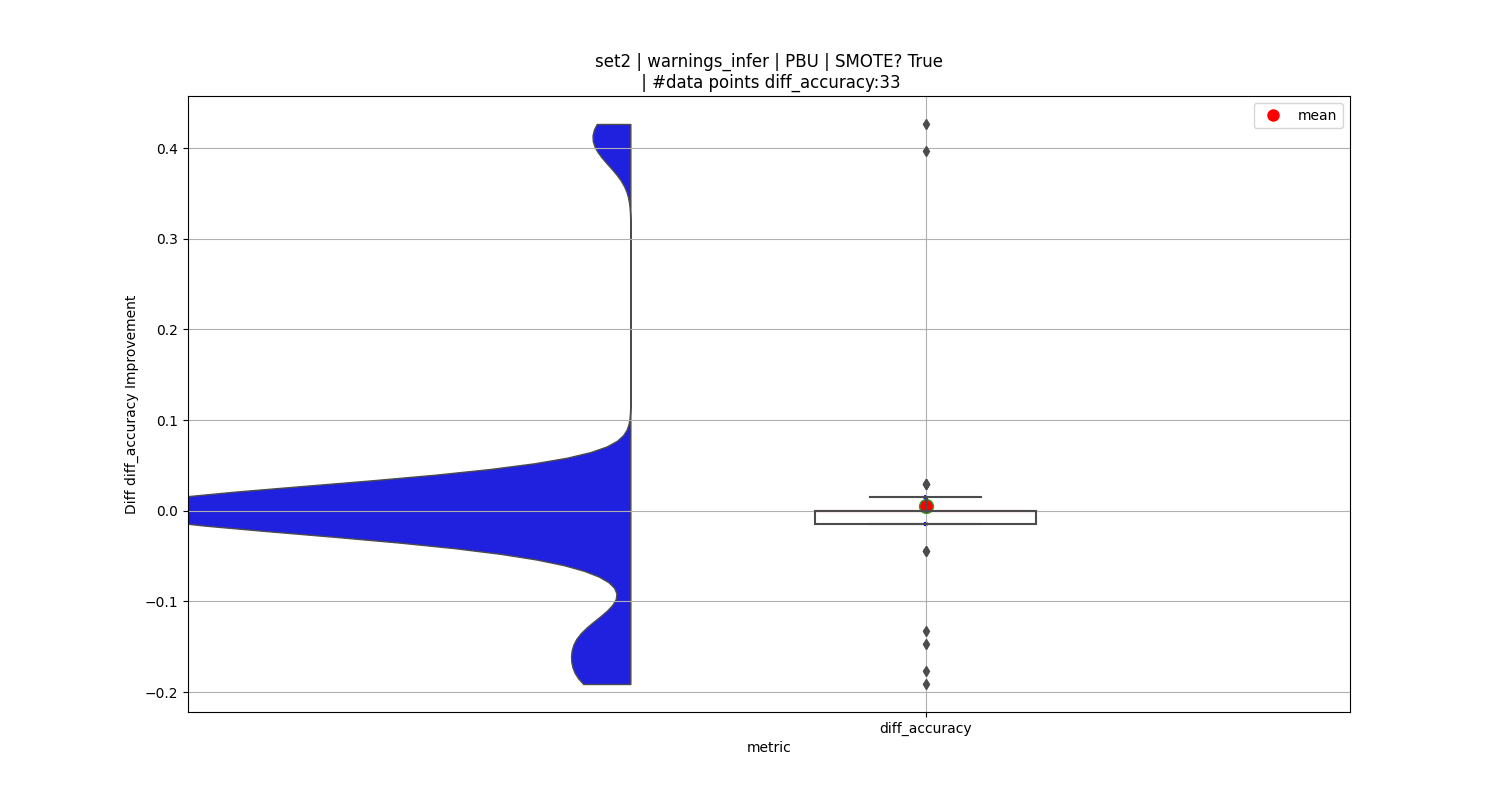 set2 | warnings_infer | PBU | SMOTE? True
| #data points diff_accuracy:33
mean
0.4
0.3
0.2
0.1
0.0
−0.1
−0.2
Diff diff_accuracy Improvement
diff_accuracy
metric